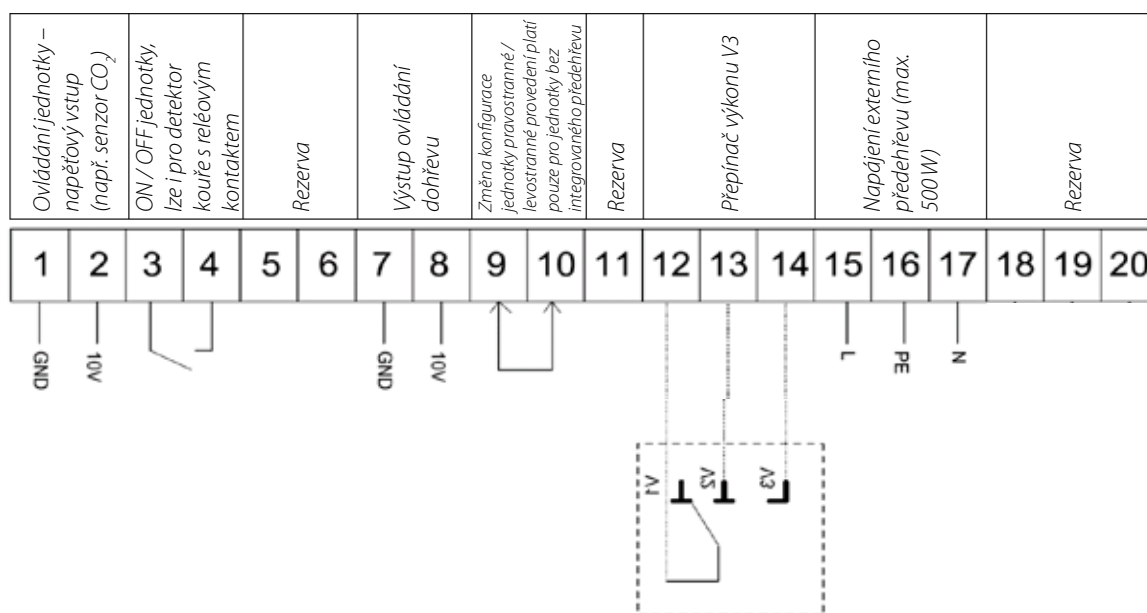 Ovládání jednotky –
napěťový vstup
(např. senzor CO2)
ON / OFF jednotky,
lze i pro detektor
kouře s reléovým
kontaktem
Rezerva
Výstup ovládání
dohřevu
Změna konfigurace
jednotky pravostranné /
levostranné provedení platí
pouze pro jednotky bez
integrovaného předehřevu
Rezerva
Přepínač výkonu V3
Napájení externího
předehřevu (max.
500 W)
Rezerva
1 2 3 4 5 6 7 8 9 10 11 12 13 14 15 16 17 18 19 20
GND
10V
GND
10V
L
PE
N
V1
V2
V3